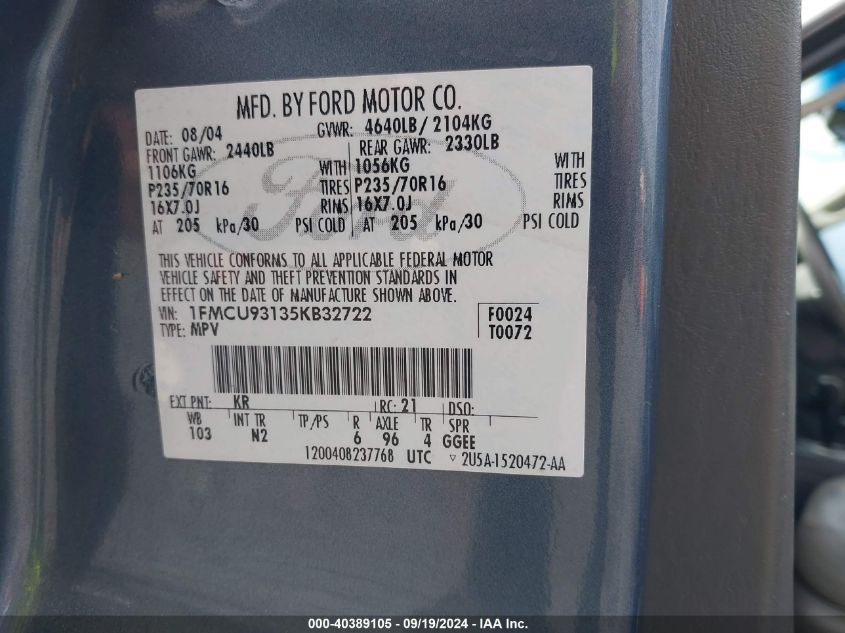 MFD. BY FORD MOTOR CO.
DATE: 08/04 GVWR: 4640LB/ 2104KG
FRONT GAWR: 2440LB REAR GAWR: 2330LB
1106KG WITH 1056KG WITH
P235/70R16 TIRES P235/70R16 TIRES
16X7.0J RIMS 16X7.0J RIMS
AT 205 kPa/30 PSI COLD AT 205 kPa/30 PSI COLD
Ford
THIS VEHICLE CONFORMS TO ALL APPLICABLE FEDERAL MOTOR
VEHICLE SAFETY AND THEFT PREVENTION STANDARDS IN
EFFECT ON THE DATE OF MANUFACTURE SHOWN ABOVE.
VIN: 1FMCU93135KB32722 F0024
TYPE: MPV T0072
EXT PNT: KR RC: 21 DSO:
WB INT TR TP/PS R AXLE TR SPR
103 N2 6 96 4 GGEE
1200408237768 UTC ▽ 2U5A-1520472-AA
000-40389105 - 09/19/2024 - IAA Inc.